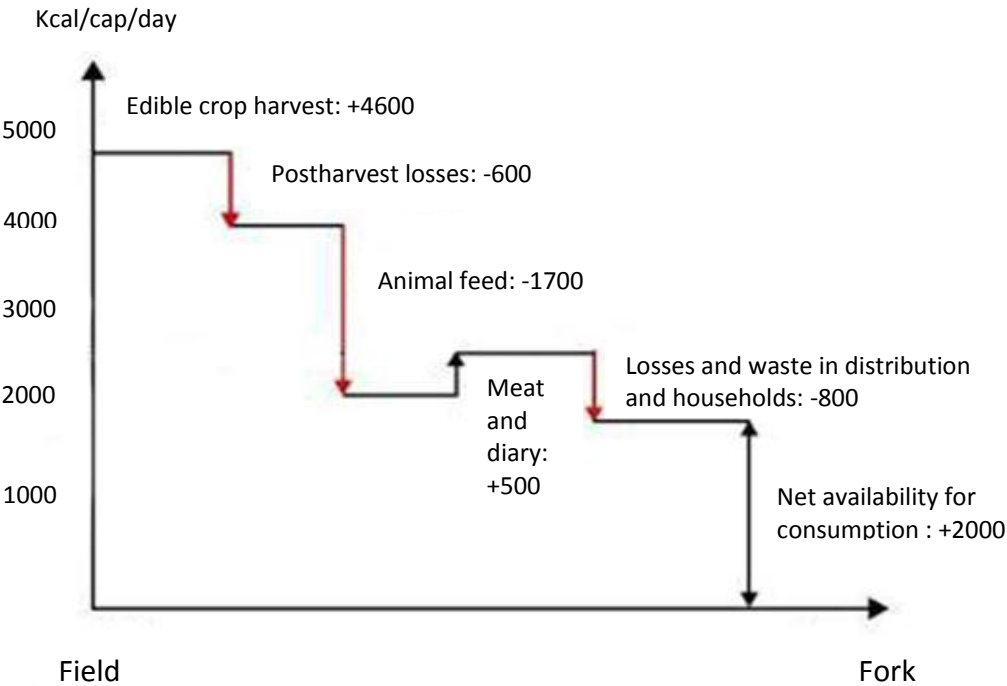 Kcal/cap/day
Edible crop harvest: +4600
5000
Postharvest losses: -600
4000
Animal feed: -1700
3000
Losses and waste in distribution
and households: -800
2000
Meat
and
diary:
+500
1000
Net availability for
consumption : +2000
Field
Fork